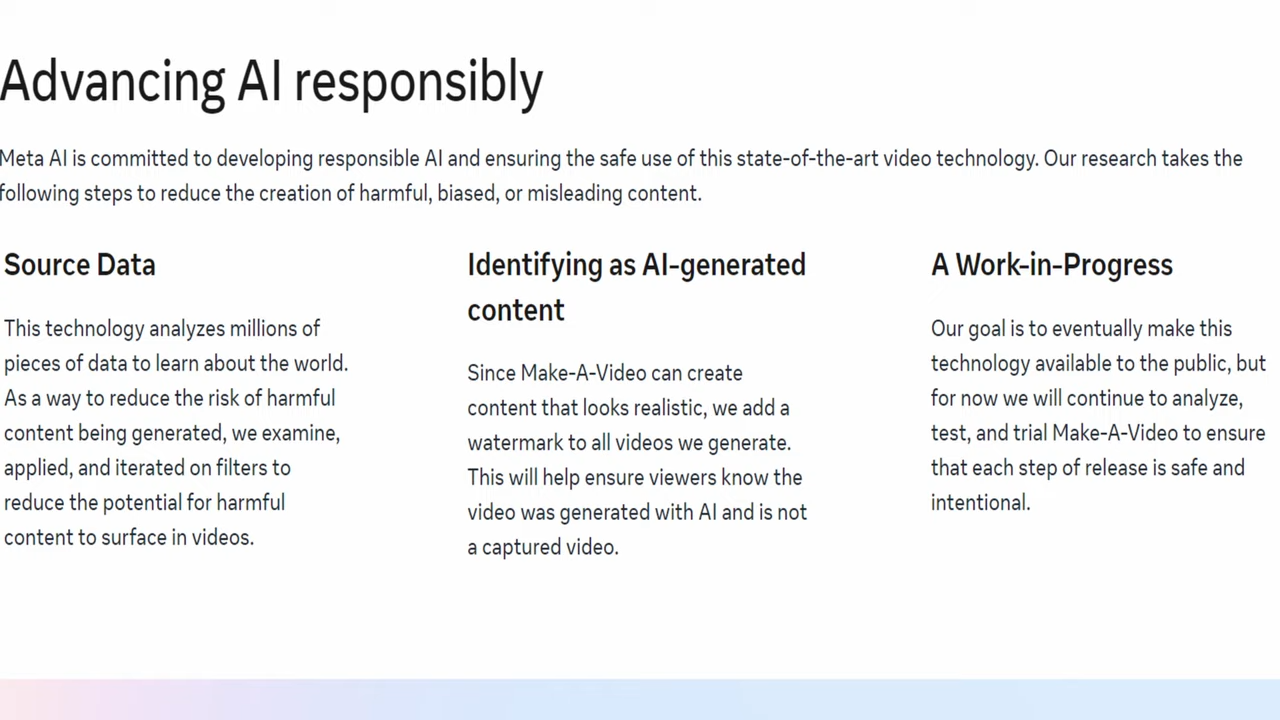 Advancing AI responsibly
Meta AI is committed to developing responsible AI and ensuring the safe use of this state-of-the-art video technology. Our research takes the
following steps to reduce the creation of harmful, biased, or misleading content.
Source Data
This technology analyzes millions of
pieces of data to learn about the world.
As a way to reduce the risk of harmful
content being generated, we examine,
applied, and iterated on filters to
reduce the potential for harmful
content to surface in videos.
Identifying as AI-generated
content
Since Make-A-Video can create
content that looks realistic, we add a
watermark to all videos we generate.
This will help ensure viewers know the
video was generated with AI and is not
a captured video.
A Work-in-Progress
Our goal is to eventually make this
technology available to the public, but
for now we will continue to analyze,
test, and trial Make-A-Video to ensure
that each step of release is safe and
intentional.